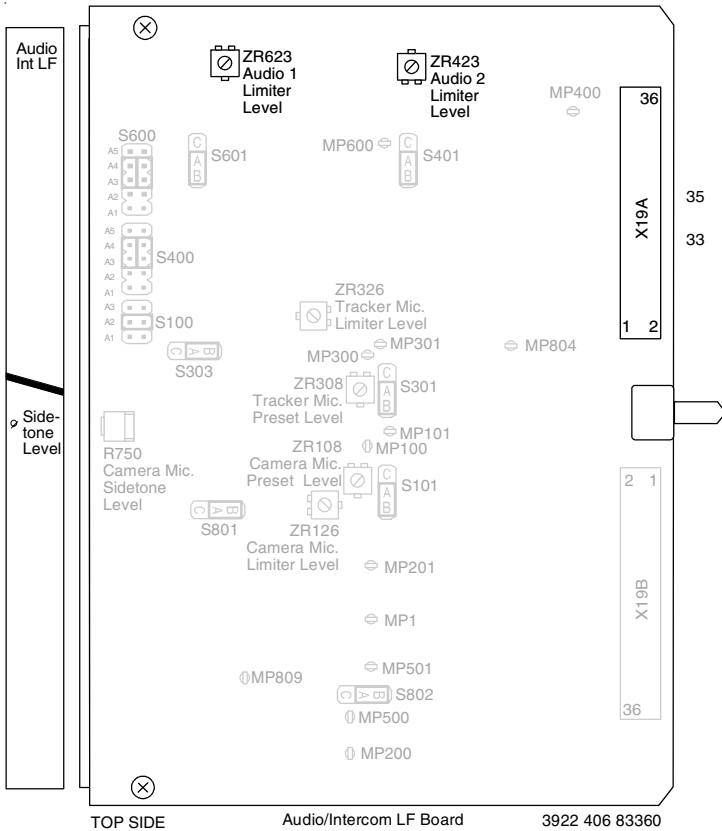 Audio
Int LF
Side-
tone
Level
ZR623
Audio 1
Limiter
Level
ZR423
Audio 2
Limiter
Level
MP400
36
X19A
1 2
35
33
S600
A5
A4
A3
A2
A1
C
A
B
S601
MP600
C
A
B
S401
A5
A4
A3
A2
A1
S400
A3
A2
A1
S100
ZR326
Tracker Mic.
Limiter Level
C A B
S303
MP301
MP300
MP804
ZR308
Tracker Mic.
Preset Level
C
A
B
S301
MP101
MP100
R750
Camera Mic.
Sidetone
Level
ZR108
Camera Mic.
Preset Level
C
A
B
S101
2 1
X19B
36
C A B
S801
ZR126
Camera Mic.
Limiter Level
MP201
MP1
MP501
MP809
C A B
S802
MP500
MP200
TOP SIDE
Audio/Intercom LF Board
3922 406 83360